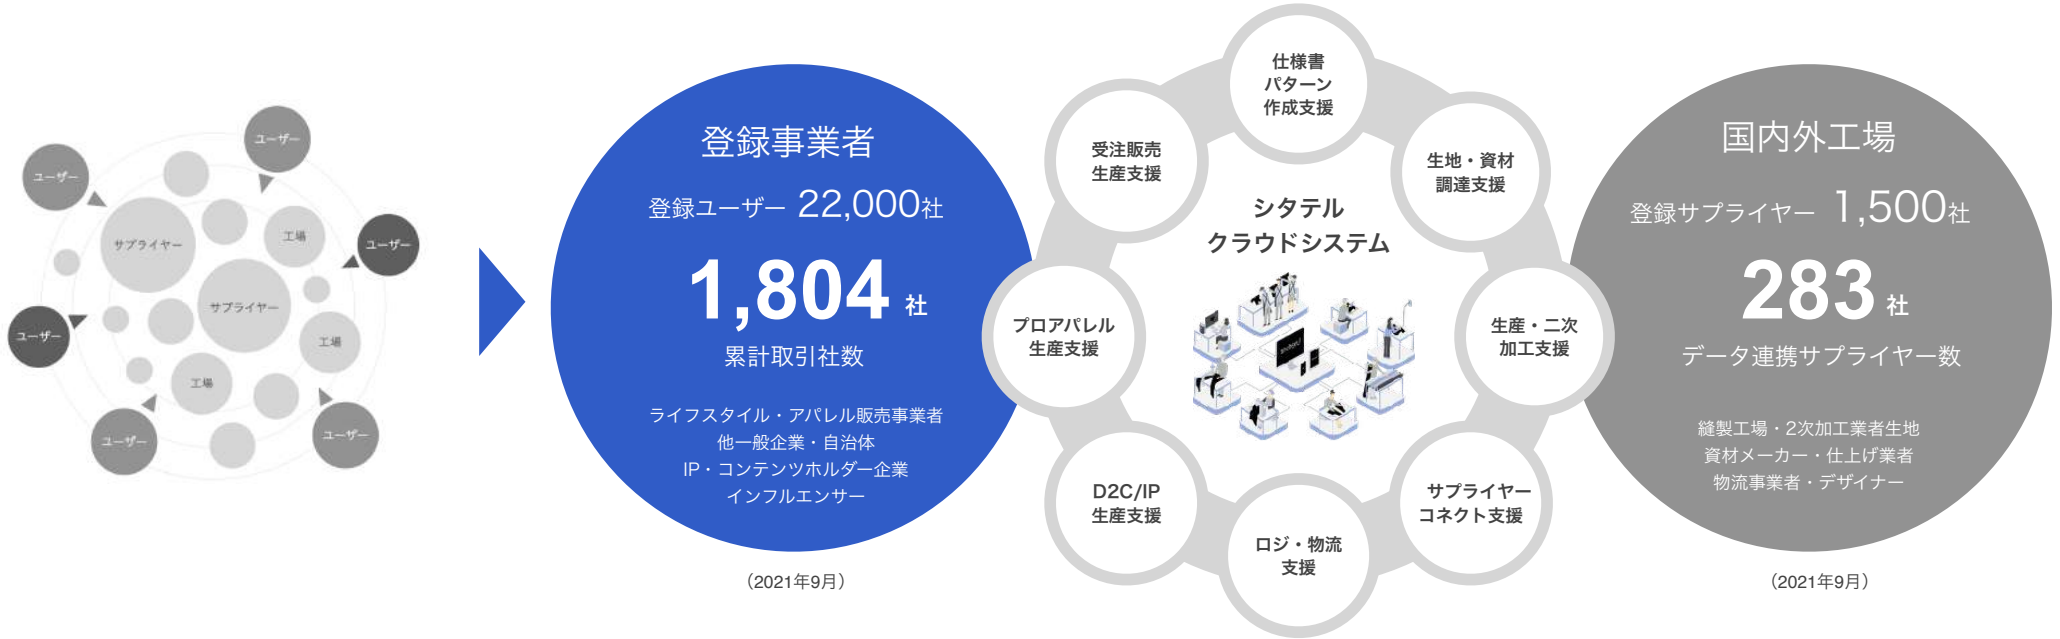 ユーザー
ユーザー
ユーザー
ユーザー
ユーザー
ユーザー
サプライヤー
サプライヤー
工場
工場
工場
登録事業者
登録ユーザー 22,000社
1,804 社
累計取引社数
ライフスタイル・アパレル販売事業者
他一般企業・自治体
IP・コンテンツホルダー企業
インフルエンサー
（2021年9月）
シタテル
クラウドシステム
仕様書
パターン
作成支援
生地・資材
調達支援
生産・二次
加工支援
サプライヤー
コネクト支援
ロジ・物流
支援
D2C/IP
生産支援
プロアパレル
生産支援
受注販売
生産支援
国内外工場
登録サプライヤー 1,500社
283 社
データ連携サプライヤー数
縫製工場・2次加工業者生地
資材メーカー・仕上げ業者
物流事業者・デザイナー
（2021年9月）